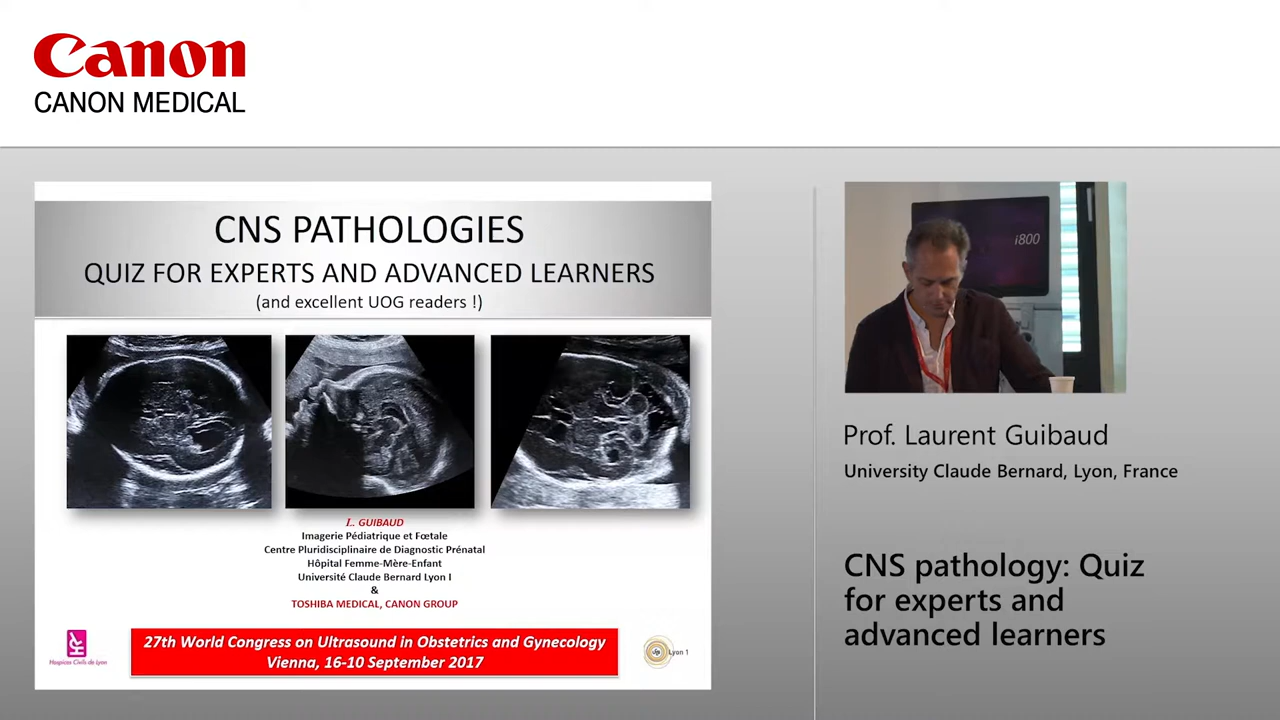 Canon
CANON MEDICAL
CNS PATHOLOGIES
QUIZ FOR EXPERTS AND ADVANCED LEARNERS
(and excellent UOG readers !)
L. GUIBAUD
Imagerie Pédiatrique et Fœtale
Centre Pluridisciplinaire de Diagnostic Prénatal
Hôpital Femme-Mère-Enfant
Université Claude Bernard Lyon I
&
TOSHIBA MEDICAL, CANON GROUP
HCL
Hospices Civils de Lyon
27th World Congress on Ultrasound in Obstetrics and Gynecology
Vienna, 16-10 September 2017
Lyon 1
i800
Prof. Laurent Guibaud
University Claude Bernard, Lyon, France
CNS pathology: Quiz
for experts and
advanced learners